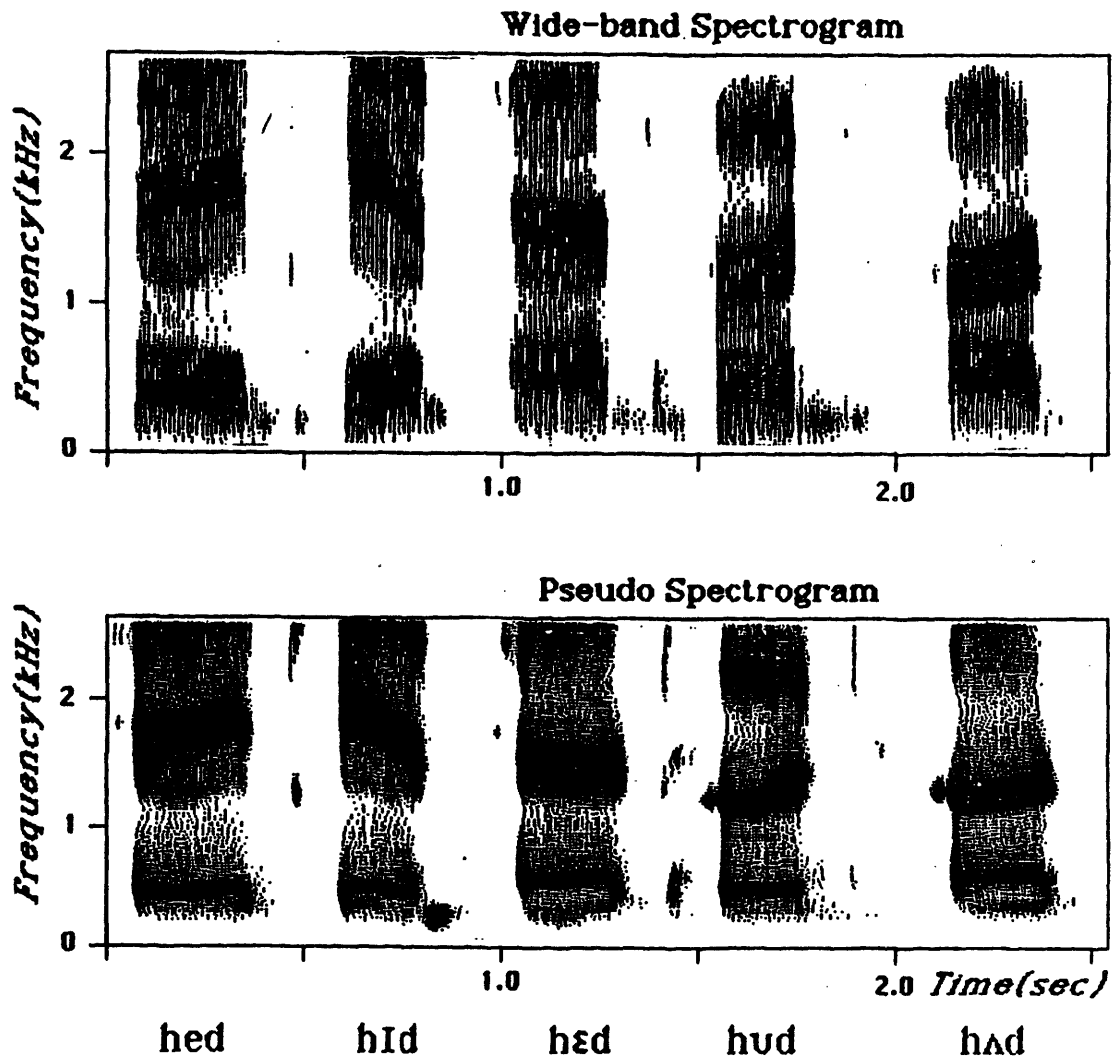 Wide-band Spectrogram
Frequency(kHz)
2
1
0
1.0 2.0
Pseudo Spectrogram
Frequency(kHz)
2
1
0
1.0 2.0 Time(sec)
hed hɪd hɛd hʊd hʌd